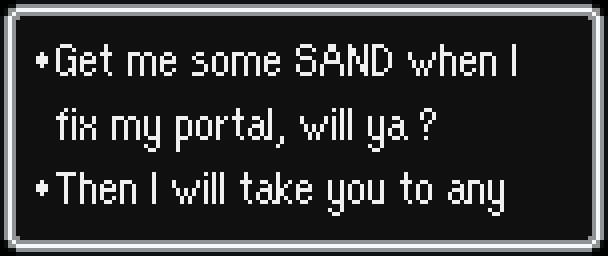 •Get me some SAND when I
fix my portal, will ya ?
•Then I will take you to any